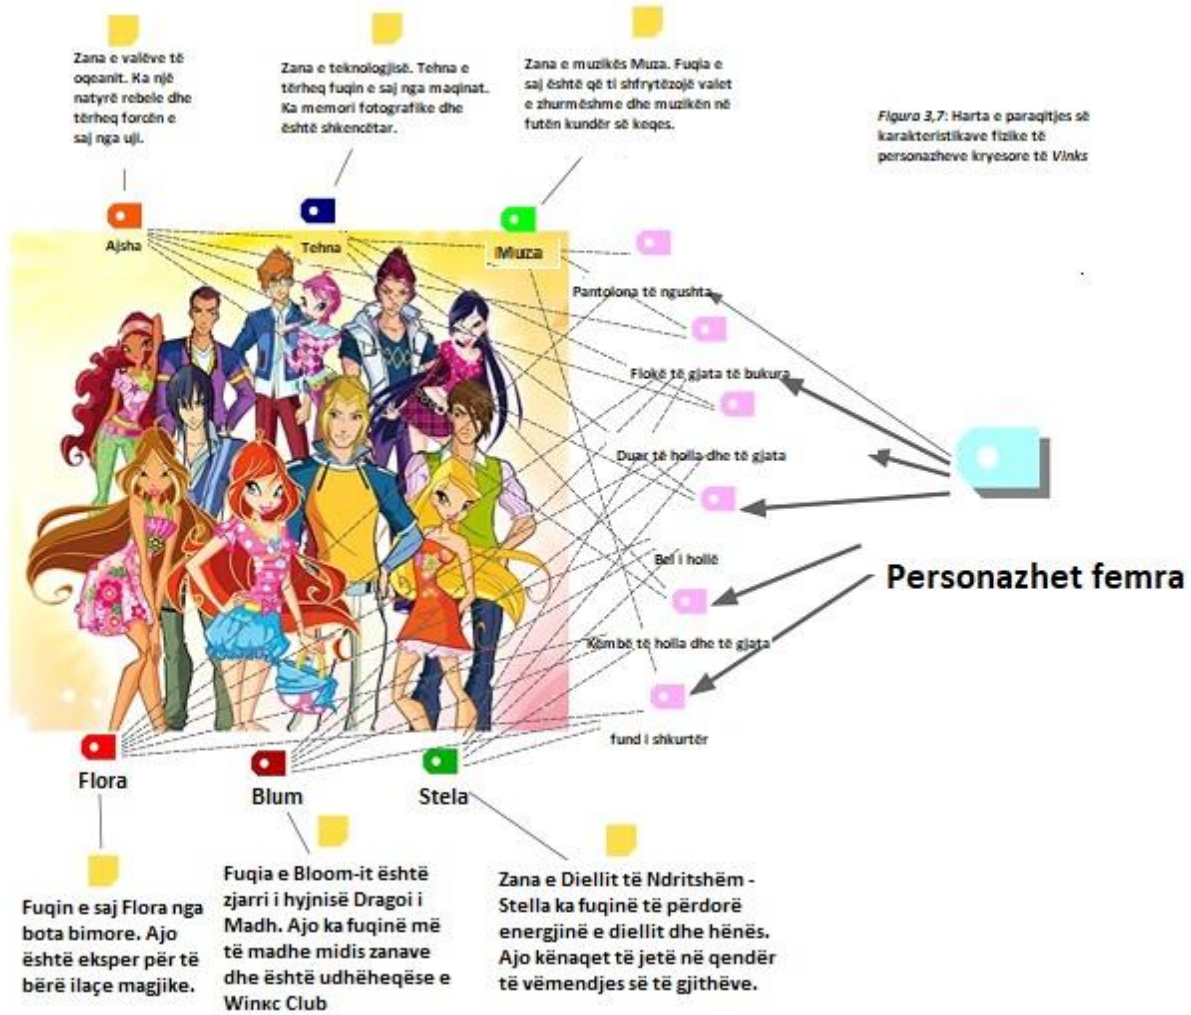 Zana e valëve të
oqeanit. Ka një
natyrë rebele dhe
tërheq forcën e
saj nga uji.
Zana e teknologjisë. Tehna e
tërheq fuqin e saj nga maqinat.
Ka memori fotografike dhe
është shkencëtar.
Zana e muzikës Muza. Fuqia e
saj është që ti shfrytëzojë valet
e zhurmëshme dhe muzikën në
futën kundër së keqes.
Figura 3,7: Harta e paraqitjes së
karakteristikave fizike të
personazheve kryesore të Vinks
Ajsha
Tehna
Muza
Pantolona të ngushta
Flokë të gjata të bukura
Duar të holla dhe të gjata
Bel i hollë
Këmbë të holla dhe të gjata
fund i shkurtër
Personazhet femra
Flora
Blum
Stela
Fuqin e saj Flora nga
bota bimore. Ajo
është eksper për të
bërë ilaçe magjike.
Fuqia e Bloom-it është
zjarri i hyjnisë Dragoi i
Madh. Ajo ka fuqinë më
të madhe midis zanave
dhe është udhëheqëse e
Winкc Club
Zana e Diellit të Ndritshëm -
Stella ka fuqinë të përdorë
energjinë e diellit dhe hënës.
Ajo kënaqet të jetë në qendër
të vëmendjes së të gjithëve.